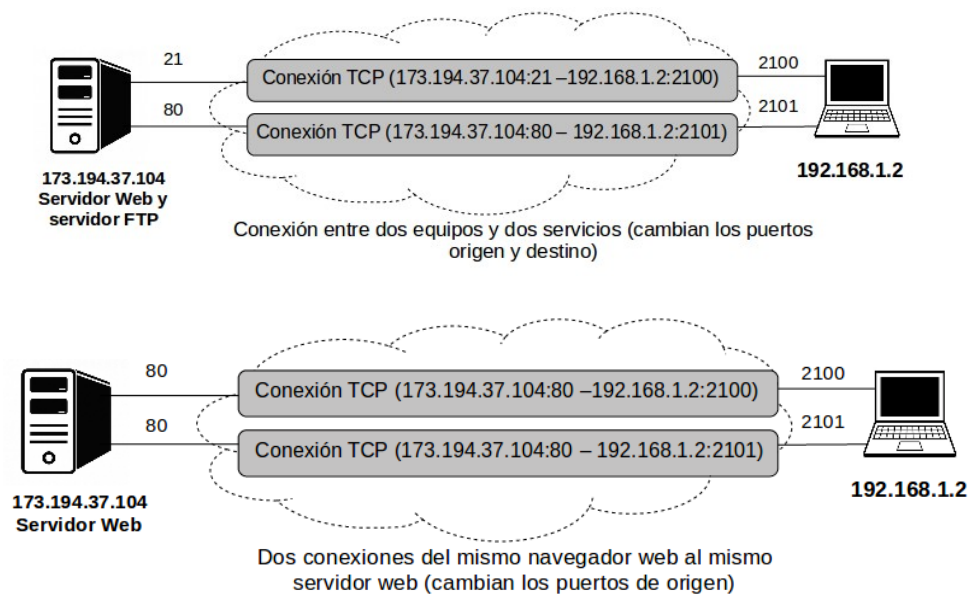 21
Conexión TCP (173.194.37.104:21 –192.168.1.2:2100)
2100
80
Conexión TCP (173.194.37.104:80 – 192.168.1.2:2101)
2101
173.194.37.104
Servidor Web y
servidor FTP
192.168.1.2
Conexión entre dos equipos y dos servicios (cambian los puertos
origen y destino)
80
Conexión TCP (173.194.37.104:80 –192.168.1.2:2100)
2100
80
Conexión TCP (173.194.37.104:80 – 192.168.1.2:2101)
2101
173.194.37.104
Servidor Web
192.168.1.2
Dos conexiones del mismo navegador web al mismo
servidor web (cambian los puertos de origen)